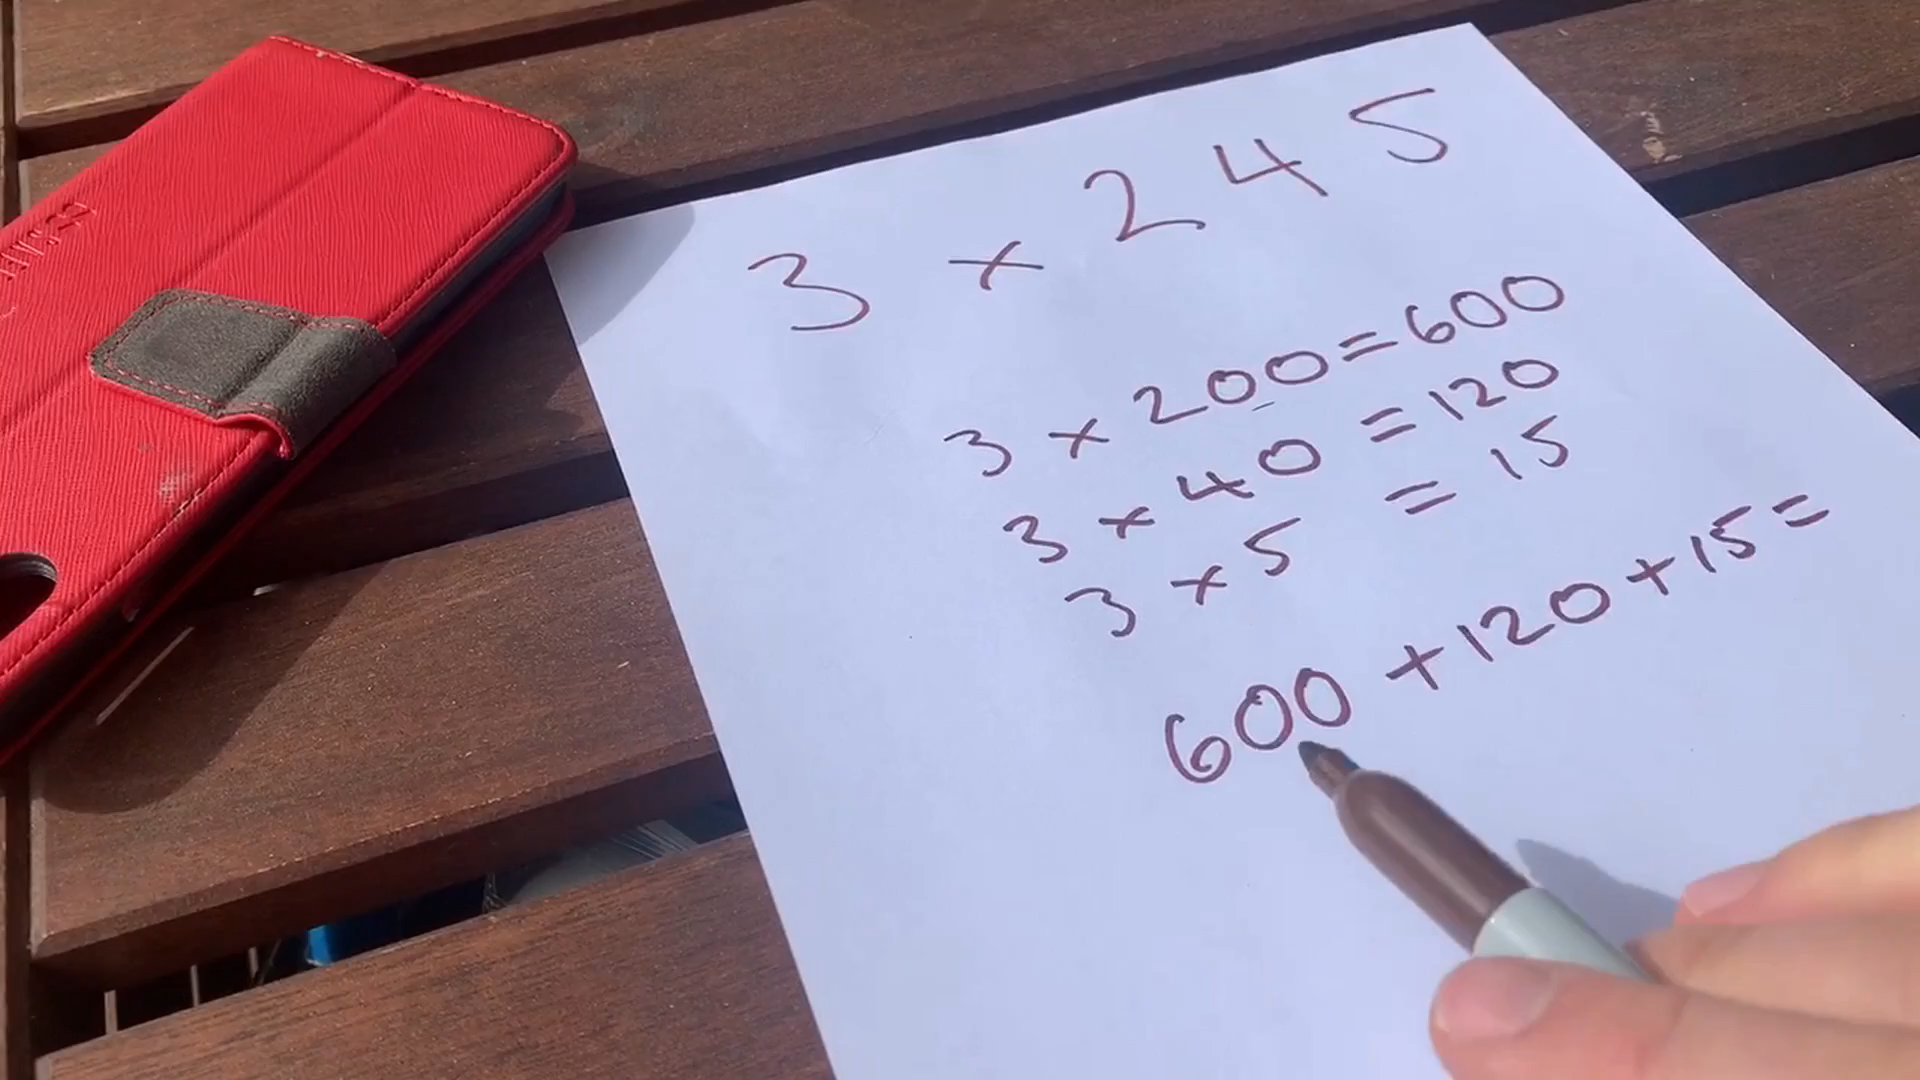 3 × 245
3 × 200 = 600
3 × 40 = 120
3 × 5 = 15
600 + 120 + 15 =